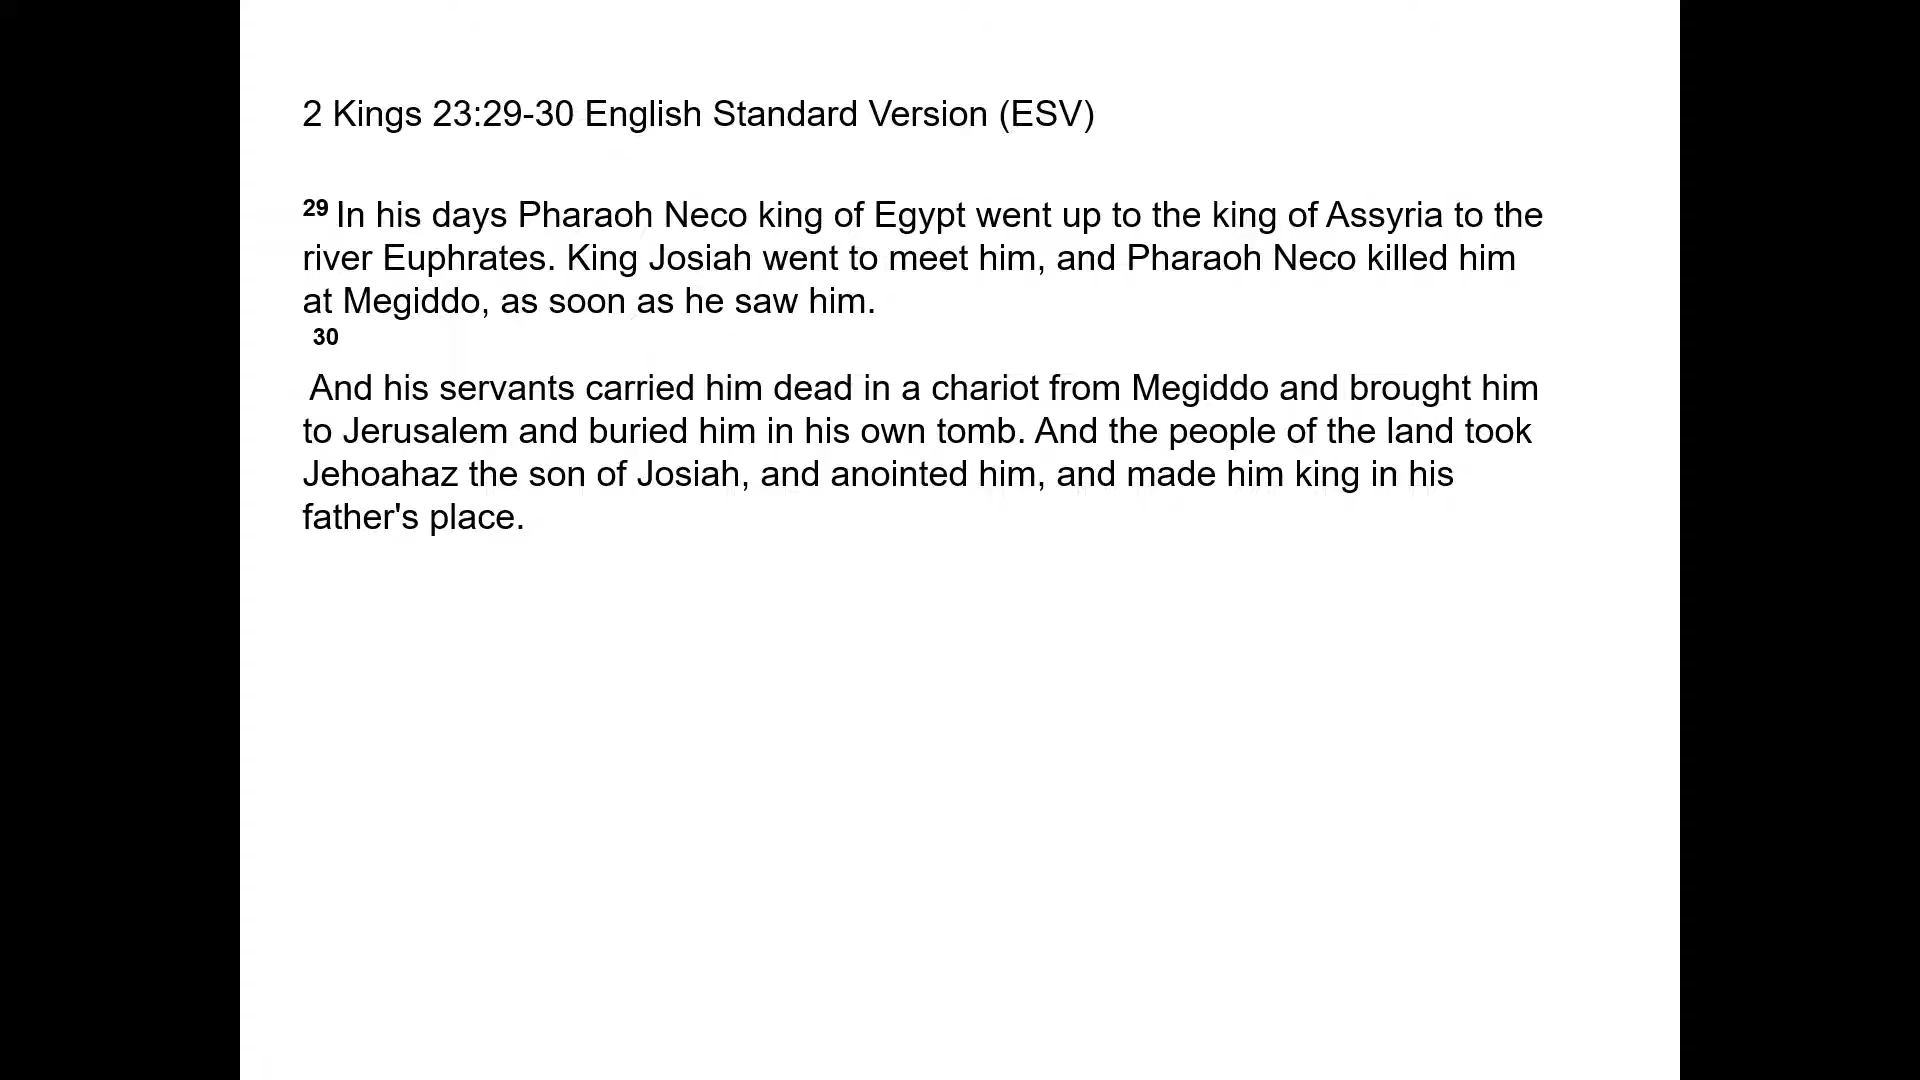 2 Kings 23:29-30 English Standard Version (ESV)
29 In his days Pharaoh Neco king of Egypt went up to the king of Assyria to the
river Euphrates. King Josiah went to meet him, and Pharaoh Neco killed him
at Megiddo, as soon as he saw him.
30
And his servants carried him dead in a chariot from Megiddo and brought him
to Jerusalem and buried him in his own tomb. And the people of the land took
Jehoahaz the son of Josiah, and anointed him, and made him king in his
father's place.